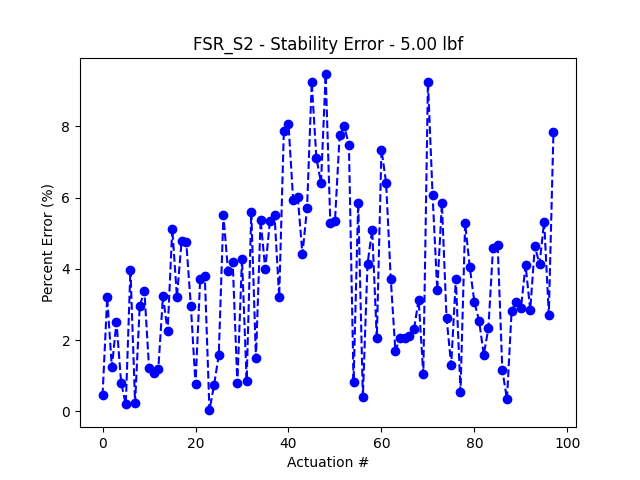 FSR_S2 - Stability Error - 5.00 lbf
Percent Error (%)
8
6
4
2
0
0 20 40 60 80 100
Actuation #